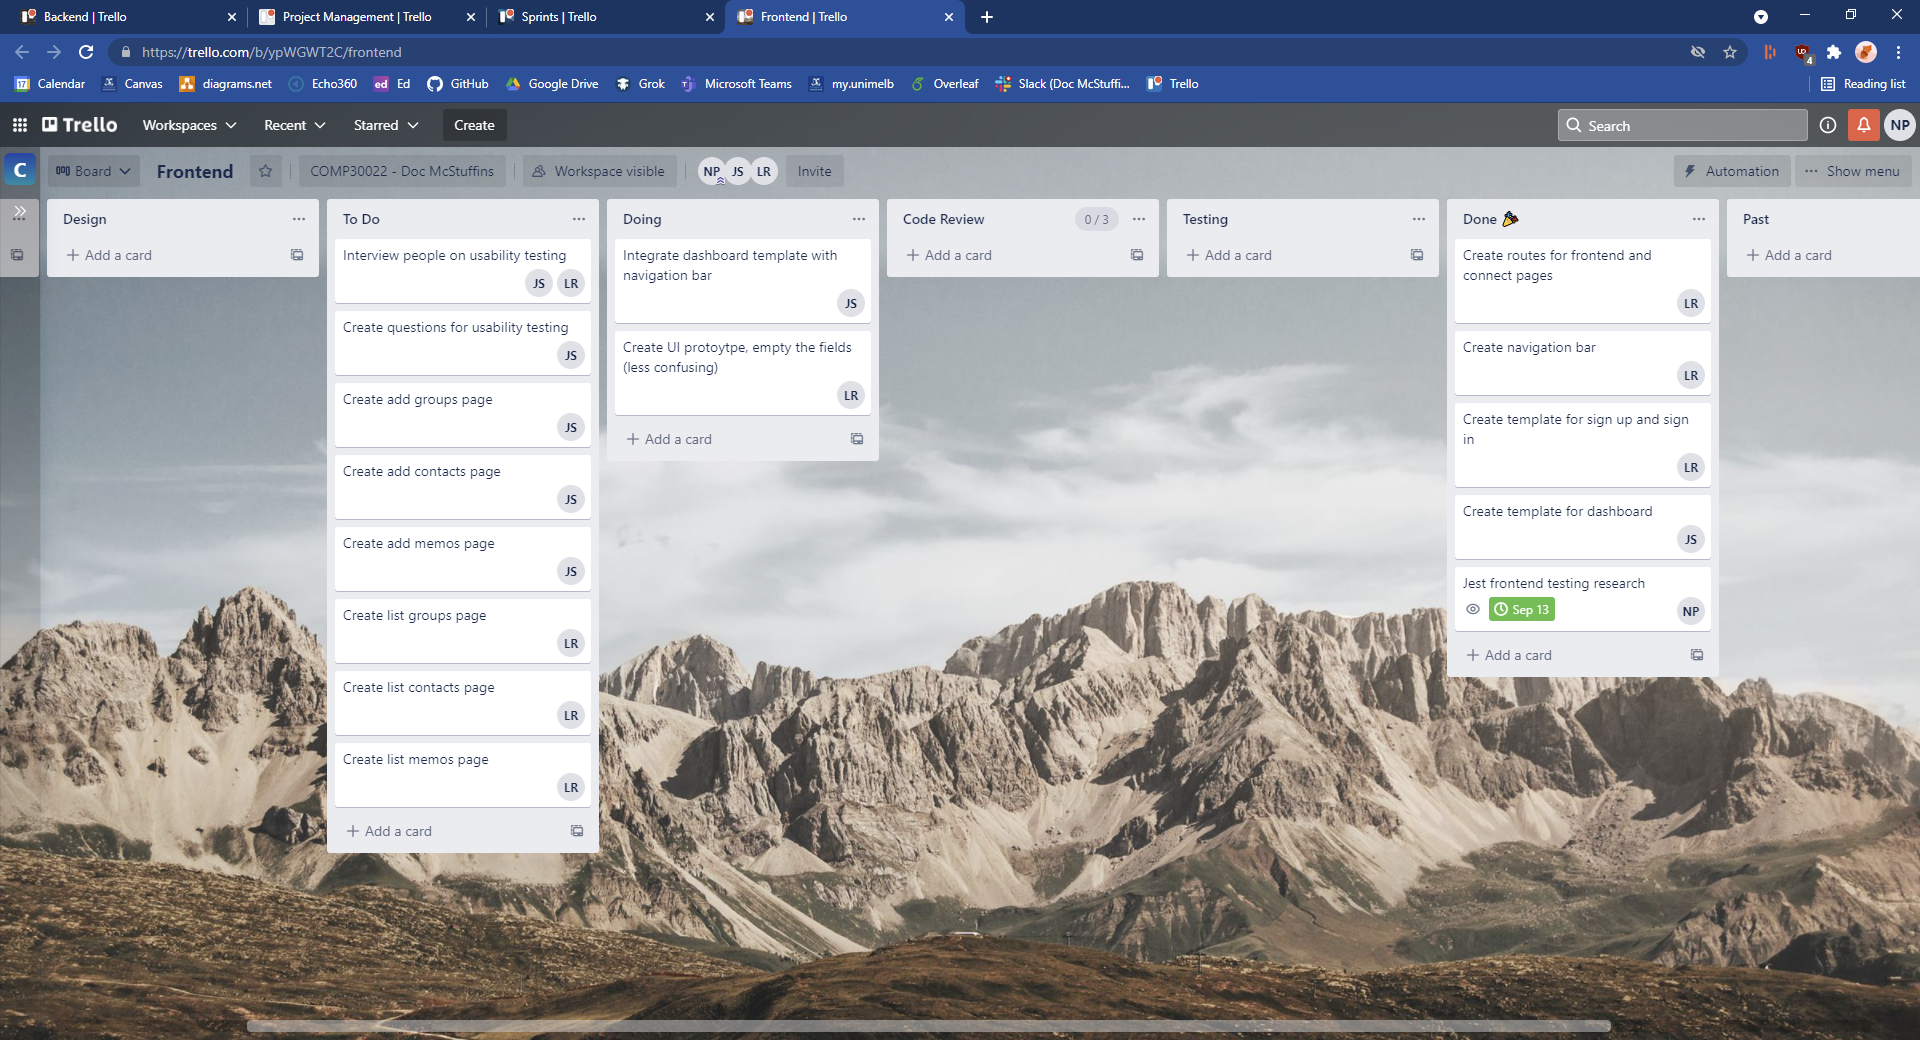 Backend | Trello
Project Management | Trello
Sprints | Trello
Frontend | Trello
https://trello.com/b/ypWGWT2C/frontend
4
17 Calendar
Canvas
diagrams.net
Echo360
ed Ed
GitHub
Google Drive
Grok
Microsoft Teams
my.unimelb
Overleaf
Slack (Doc McStuffi...
Trello
Reading list
Trello
Workspaces
Recent
Starred
Create
Search
NP
C
Board
Frontend
COMP30022 - Doc McStuffins
Workspace visible
NP JS LR
Invite
Automation
Show menu
Design
+ Add a card
To Do
Interview people on usability testing
JS LR
Create questions for usability testing
JS
Create add groups page
JS
Create add contacts page
JS
Create add memos page
JS
Create list groups page
LR
Create list contacts page
LR
Create list memos page
LR
+ Add a card
Doing
Integrate dashboard template with
navigation bar
JS
Create UI protoytpe, empty the fields
(less confusing)
LR
+ Add a card
Code Review
0 / 3
+ Add a card
Testing
+ Add a card
Done 🎉
Create routes for frontend and
connect pages
LR
Create navigation bar
LR
Create template for sign up and sign
in
LR
Create template for dashboard
JS
Jest frontend testing research
Sep 13
NP
+ Add a card
Past
+ Add a card